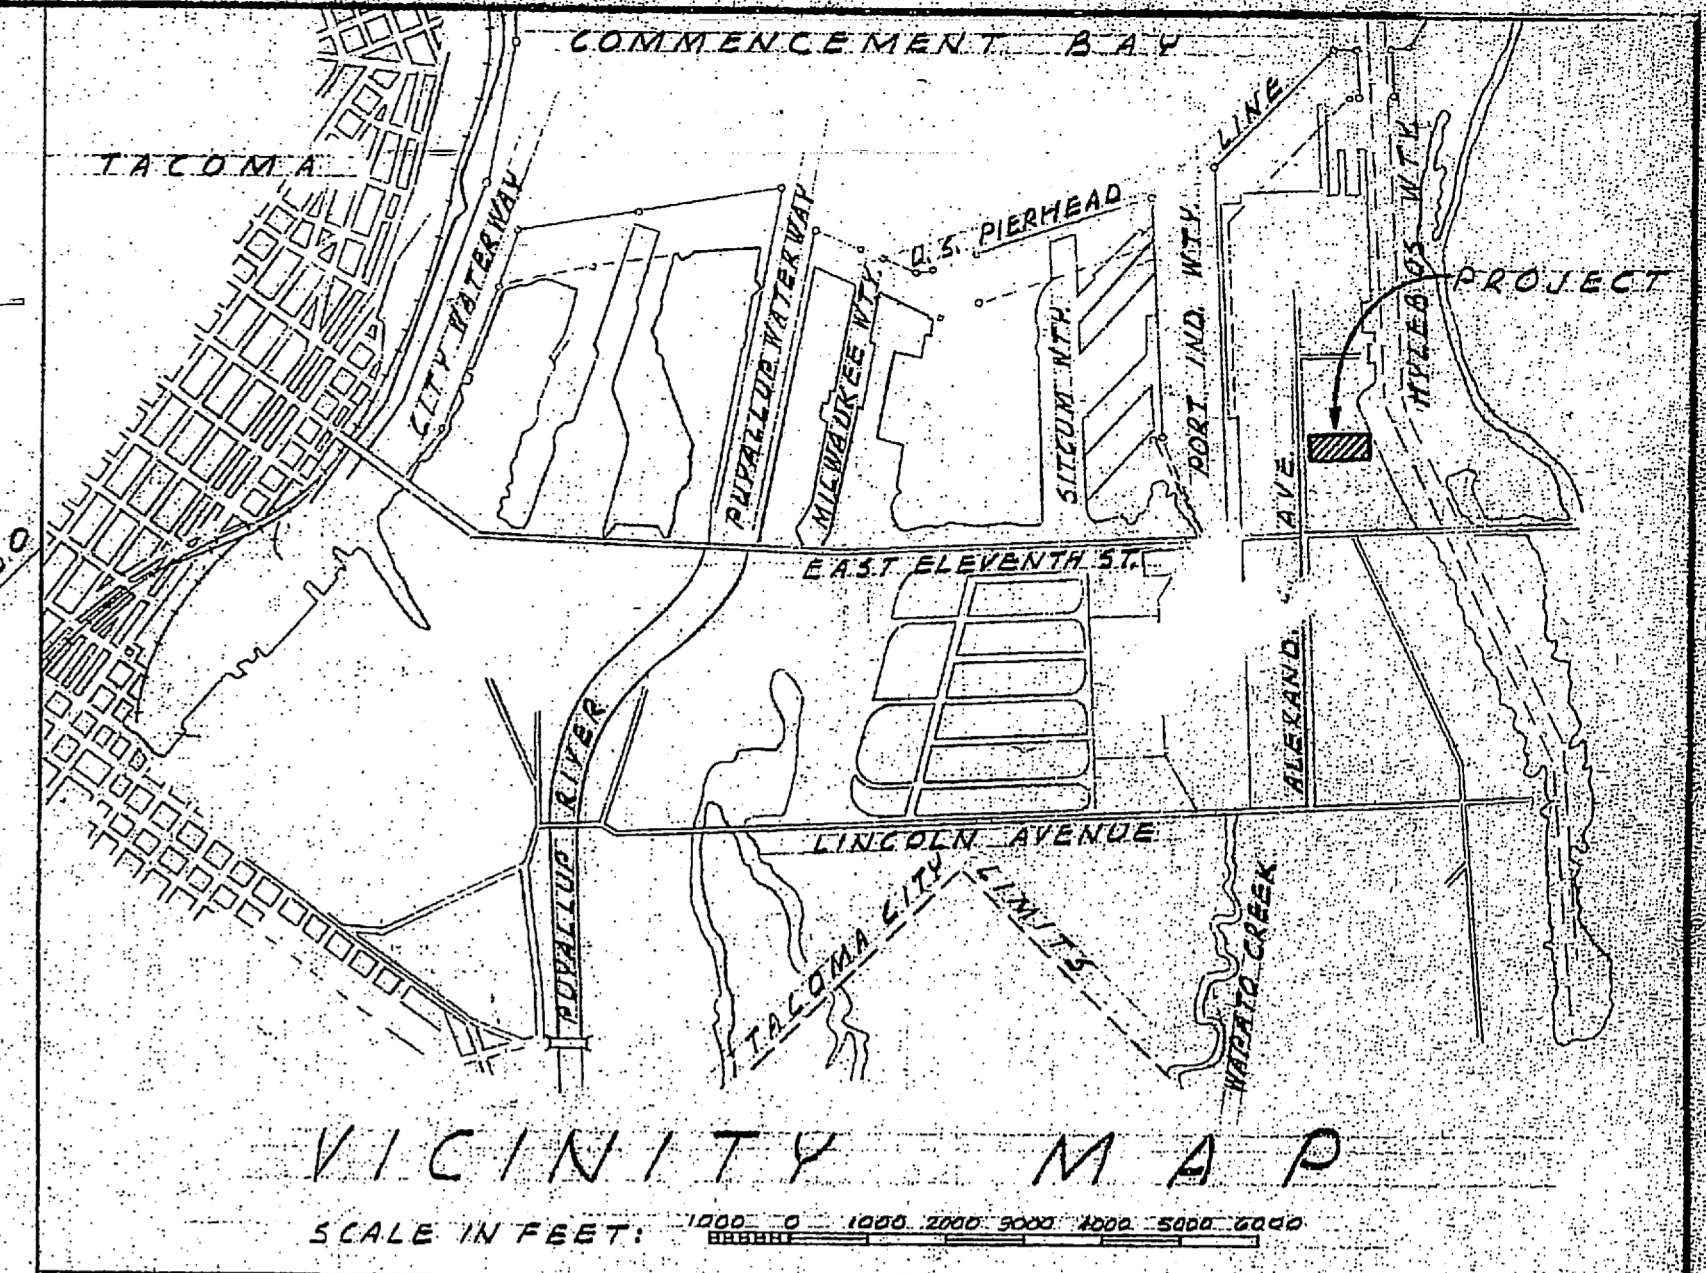 COMMENCEMENT BAY
TACOMA
CITY WATERWAY
PUYALLUP WATERWAY
MILWAUKEE WTY.
U. S. PIERHEAD
LINE
SITCUM WTY.
PORT IND. WTY.
HYLEBOS WTY.
PROJECT
ALEXAND. AVE.
EAST ELEVENTH ST.
PUYALLUP RIVER
LINCOLN AVENUE
TACOMA CITY
LIMITS
WAPATO CREEK
VICINITY MAP
SCALE IN FEET:
1000 0 1000 2000 3000 4000 5000 6000